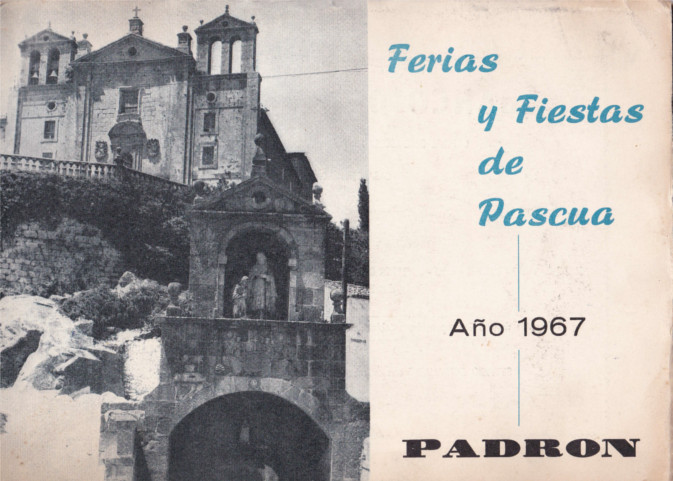 Ferias
y Fiestas
de
Pascua
Año 1967
PADRON